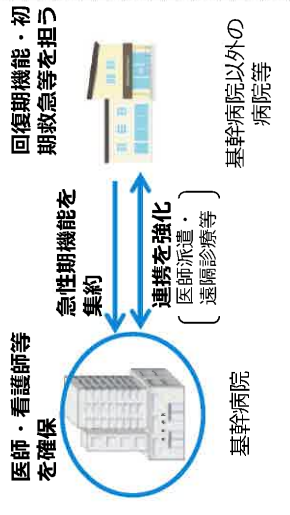 医師・看護師等
を確保
基幹病院
急性期機能を
集約
連携を強化
医師派遣・
遠隔診療等
回復期機能・初
期救急等を担う
基幹病院以外の
病院等